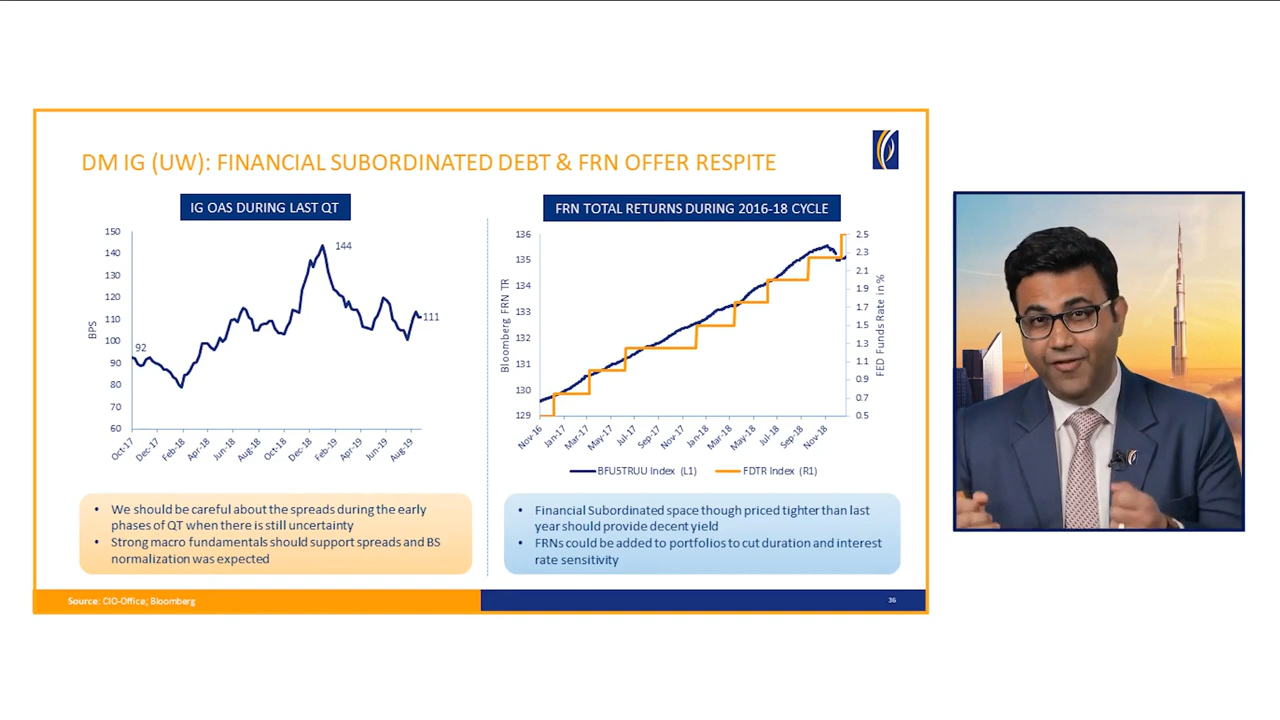 DM IG (UW): FINANCIAL SUBORDINATED DEBT & FRN OFFER RESPITE
IG OAS DURING LAST QT
150
140
130
120
110
100
90
80
70
60
BPS
92
144
111
Oct-17
Dec-17
Feb-18
Apr-18
Jun-18
Aug-18
Oct-18
Dec-18
Feb-19
Apr-19
Jun-19
Aug-19
FRN TOTAL RETURNS DURING 2016-18 CYCLE
136
135
134
133
132
131
130
129
Bloomberg FRN TR
2.5
2.3
2.1
1.9
1.7
1.5
1.3
1.1
0.9
0.7
0.5
FED Funds Rate in %
Nov-16
Jan-17
Mar-17
May-17
Jul-17
Sep-17
Nov-17
Jan-18
Mar-18
May-18
Jul-18
Sep-18
Nov-18
BFU5TRUU Index (L1)
FDTR Index (R1)
• We should be careful about the spreads during the early
phases of QT when there is still uncertainty
• Strong macro fundamentals should support spreads and BS
normalization was expected
• Financial Subordinated space though priced tighter than last
year should provide decent yield
• FRNs could be added to portfolios to cut duration and interest
rate sensitivity
Source: CIO-Office; Bloomberg
36